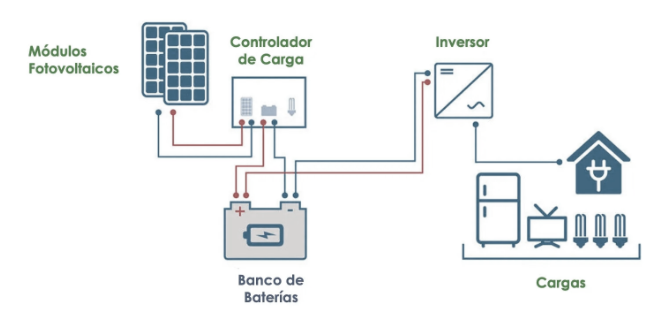 Módulos
Fotovoltaicos
Controlador
de Carga
Inversor
+
-
Banco de
Baterías
Cargas